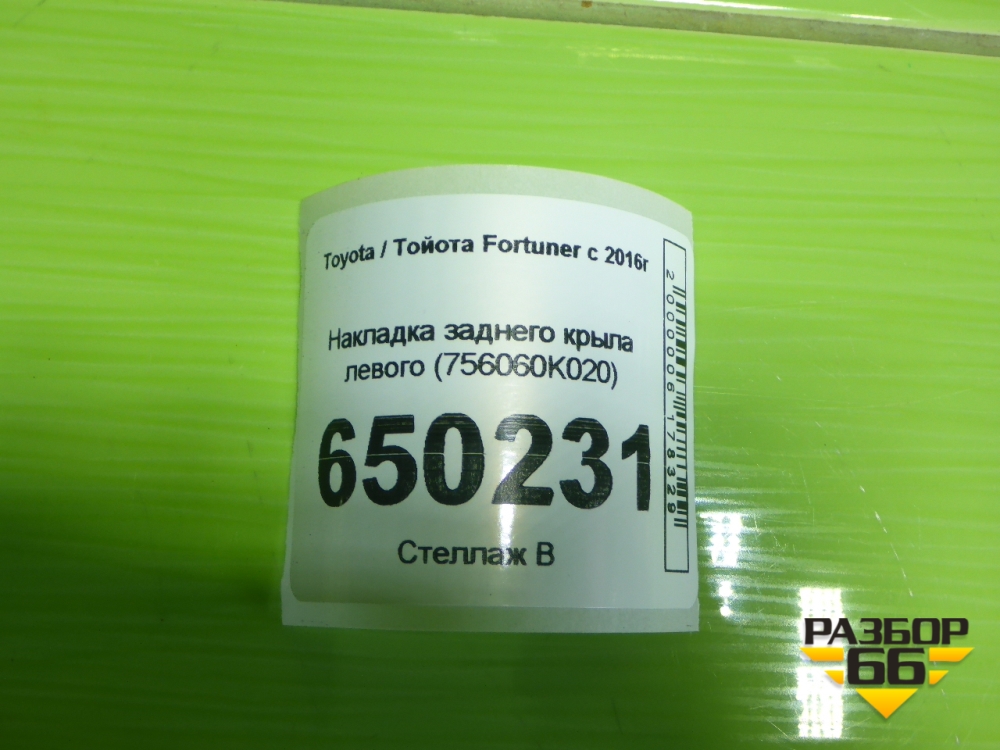 Toyota / Тойота Fortuner с 2016г
Накладка заднего крыла
левого (756060K020)
650231
Стеллаж В
2000006178329
РАЗБОР
66